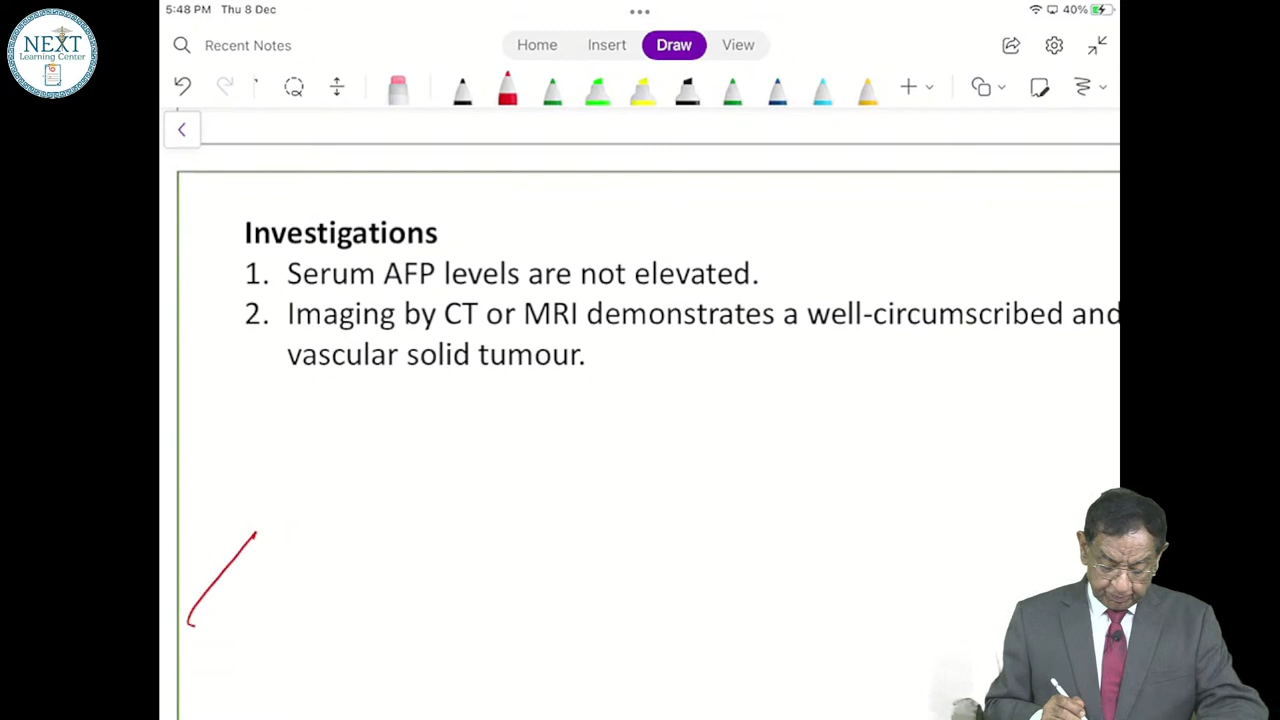 5:48 PM Thu 8 Dec
40%
NEXT
Learning Center
Recent Notes
Home
Insert
Draw
View
Investigations
1. Serum AFP levels are not elevated.
2. Imaging by CT or MRI demonstrates a well-circumscribed and
vascular solid tumour.